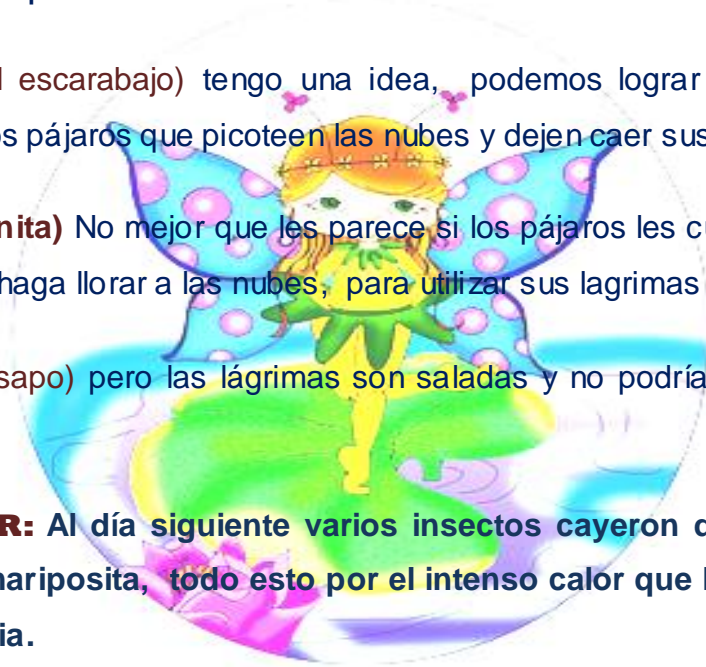 l escarabajo) tengo una idea, podemos lograr
os pájaros que picoteen las nubes y dejen caer sus
nita) No mejor que les parece si los pájaros les cu
haga llorar a las nubes, para utilizar sus lagrimas
sapo) pero las lágrimas son saladas y no podría
R: Al día siguiente varios insectos cayeron d
mariposita, todo esto por el intenso calor que l
ia.